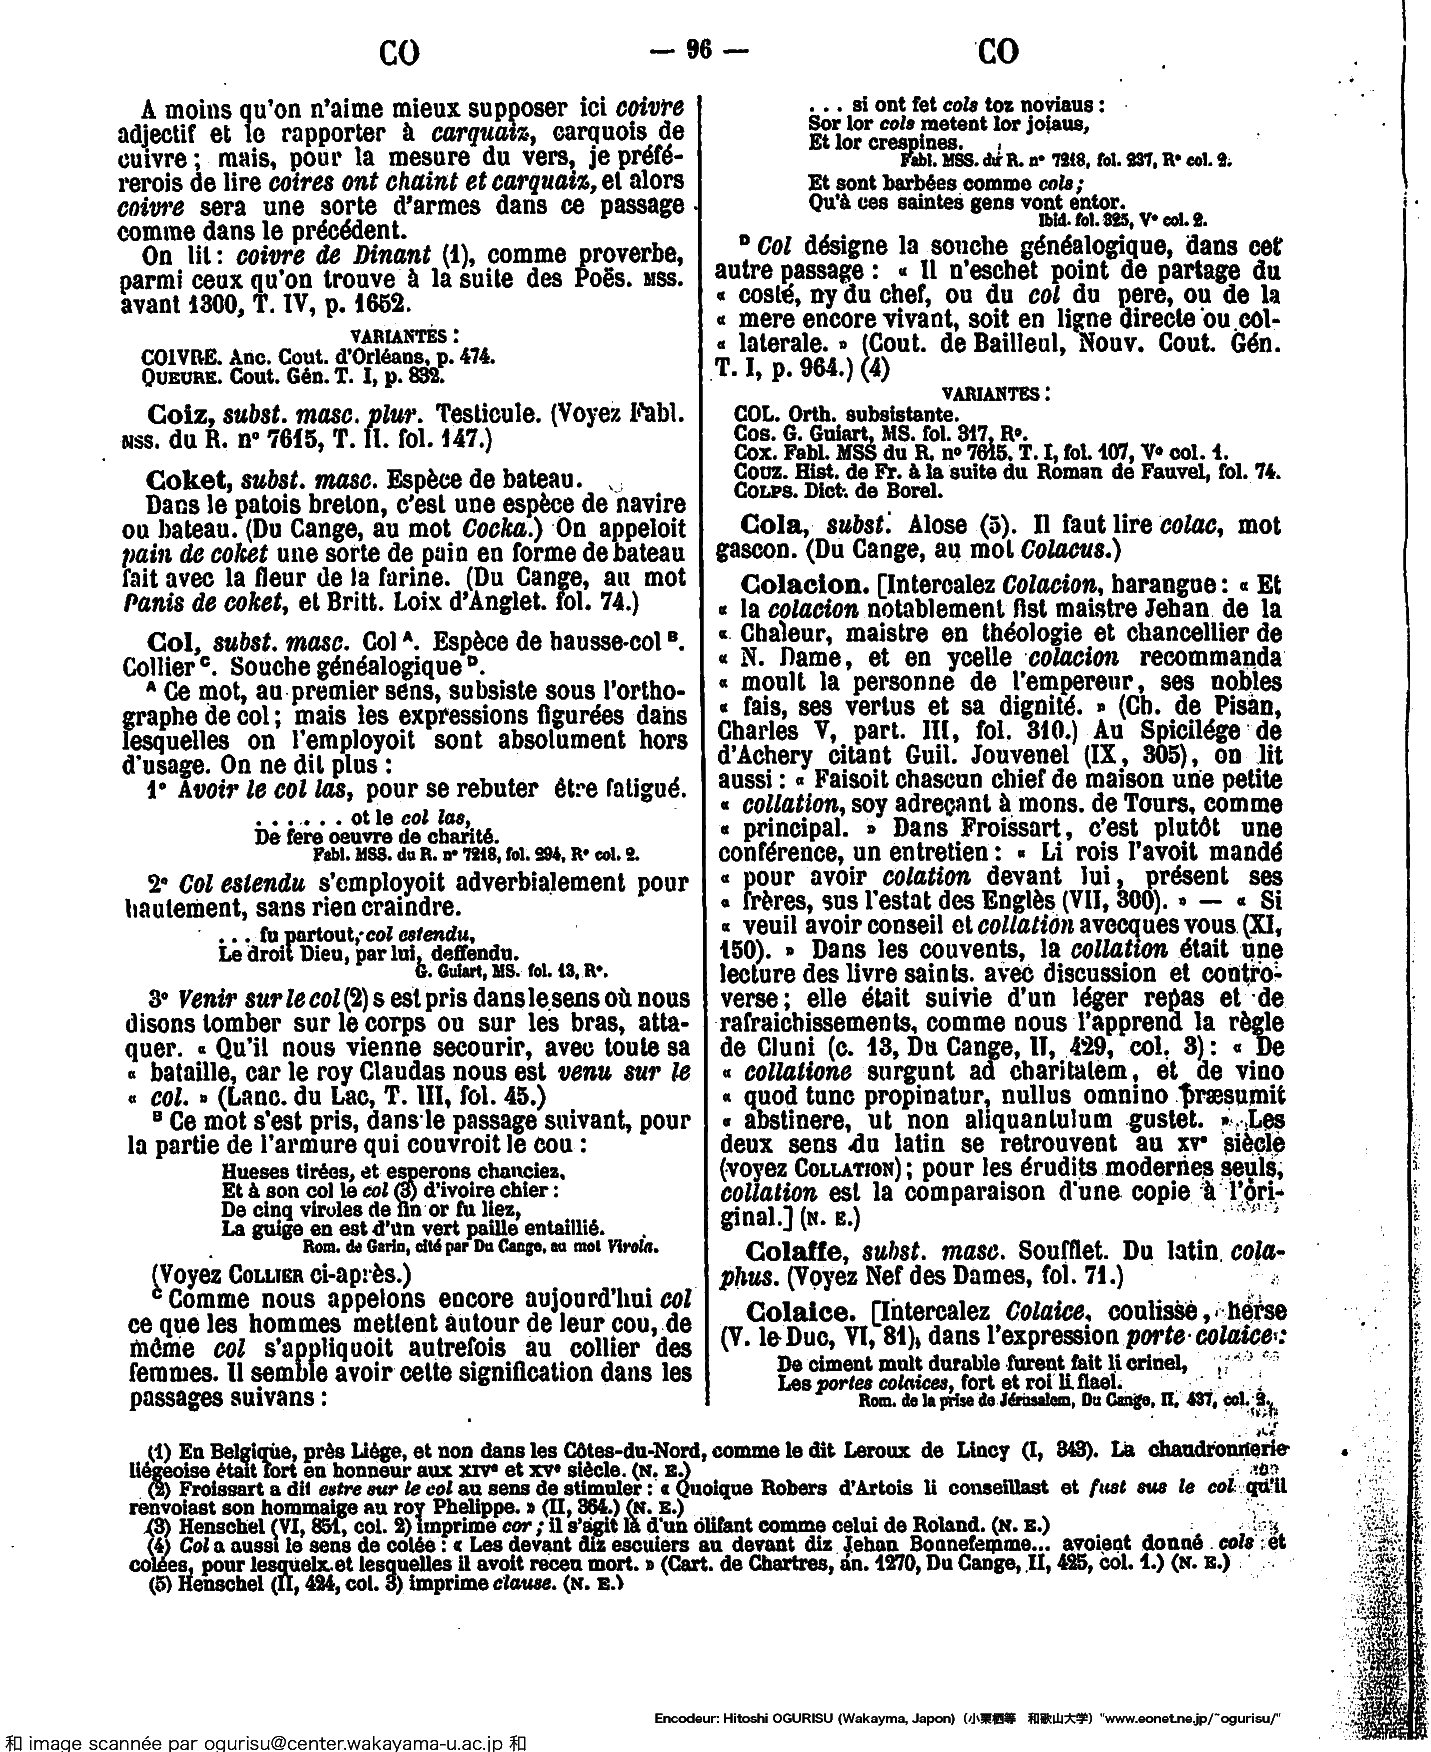 CO
— 96 —
CO
A moins qu'on n'aime mieux supposer ici coivre
adjectif et le rapporter à carquaiz, carquois de
cuivre ; mais, pour la mesure du vers, je préfé-
rerois de lire coires ont chaint et carquaiz, et alors
coivre sera une sorte d'armes dans ce passage
comme dans le précédent.
On lit : coivre de Dinant (1), comme proverbe,
parmi ceux qu'on trouve à la suite des Poës. MSS.
avant 1300, T. IV, p. 1652.
VARIANTES :
COIVRE. Anc. Cout. d'Orléans, p. 474.
QUEURE. Cout. Gén. T. I, p. 832.
Coiz, subst. masc. plur. Testicule. (Voyez Fabl.
MSS. du R. n° 7615, T. II. fol. 147.)
Coket, subst. masc. Espèce de bateau.
Dans le patois breton, c'est une espèce de navire
ou bateau. (Du Cange, au mot Cocka.) On appeloit
pain de coket une sorte de pain en forme de bateau
fait avec la fleur de la farine. (Du Cange, au mot
Panis de coket, et Britt. Loix d'Anglet. fol. 74.)
Col, subst. masc. Col A. Espèce de hausse-col B.
Collier C. Souche généalogique D.
A Ce mot, au premier sens, subsiste sous l'ortho-
graphe de col ; mais les expressions figurées dans
lesquelles on l'employoit sont absolument hors
d'usage. On ne dit plus :
1° Avoir le col las, pour se rebuter être fatigué.
. . . . . . . ot le col las,
De fere oeuvre de charité.
Fabl. MSS. du R. n° 7218, fol. 294, R° col. 2.
2° Col estendu s'employoit adverbialement pour
hautement, sans rien craindre.
. . . fu partout, col estendu,
Le droit Dieu, par lui, deffendu.
G. Guiart, MS. fol. 13, R°.
3° Venir sur le col (2) s est pris dans le sens où nous
disons tomber sur le corps ou sur les bras, atta-
quer. « Qu'il nous vienne secourir, avec toute sa
« bataille, car le roy Claudas nous est venu sur le
« col. » (Lanc. du Lac, T. III, fol. 45.)
B Ce mot s'est pris, dans le passage suivant, pour
la partie de l'armure qui couvroit le cou :
Hueses tirées, et esperons chanciez,
Et à son col le col (3) d'ivoire chier :
De cinq viroles de fin or fu liez,
La guige en est d'un vert paille entaillié.
Rom. de Garin, cité par Du Cange, au mot Virola.
(Voyez COLLIER ci-après.)
C Comme nous appelons encore aujourd'hui col
ce que les hommes mettent autour de leur cou, de
même col s'appliquoit autrefois au collier des
femmes. Il semble avoir cette signification dans les
passages suivans :
. . . si ont fet cols toz noviaus :
Sor lor cols metent lor joiaus,
Et lor crespines.
Fabl. MSS. du R. n° 7218, fol. 237, R° col. 2.
Et sont barbées comme cols ;
Qu'à ces saintes gens vont entor.
Ibid. fol. 325, V° col. 2.
D Col désigne la souche généalogique, dans cet
autre passage : « Il n'eschet point de partage du
« costé, ny du chef, ou du col du pere, ou de la
« mere encore vivant, soit en ligne directe ou col-
« laterale. » (Cout. de Bailleul, Nouv. Cout. Gén.
T. I, p. 964.) (4)
VARIANTES :
COL. Orth. subsistante.
COS. G. Guiart, MS. fol. 317, R°.
COX. Fabl. MSS du R. n° 7615, T. I, fol. 107, V° col. 1.
COUZ. Hist. de Fr. à la suite du Roman de Fauvel, fol. 74.
COLPS. Dict. de Borel.
Cola, subst. Alose (5). Il faut lire colac, mot
gascon. (Du Cange, au mot Colacus.)
Colacion. [Intercalez Colacion, harangue : « Et
« la colacion notablement fist maistre Jehan de la
« Chaleur, maistre en théologie et chancellier de
« N. Dame, et en ycelle colacion recommanda
« moult la personne de l'empereur, ses nobles
« fais, ses vertus et sa dignité. » (Ch. de Pisan,
Charles V, part. III, fol. 310.) Au Spicilége de
d'Achery citant Guil. Jouvenel (IX, 305), on lit
aussi : « Faisoit chascun chief de maison une petite
« collation, soy adreçant à mons. de Tours, comme
« principal. » Dans Froissart, c'est plutôt une
conférence, un entretien : « Li rois l'avoit mandé
« pour avoir colation devant lui, présent ses
« frères, sus l'estat des Englès (VII, 300). » — « Si
« veuil avoir conseil et collation avecques vous (XI,
150). » Dans les couvents, la collation était une
lecture des livre saints. avec discussion et contro-
verse ; elle était suivie d'un léger repas et de
rafraichissements, comme nous l'apprend la règle
de Cluni (c. 13, Du Cange, II, 429, col. 3) : « De
« collatione surgunt ad charitatem, et de vino
« quod tunc propinatur, nullus omnino præsumit
« abstinere, ut non aliquantulum gustet. » Les
deux sens du latin se retrouvent au XVe siècle
(voyez COLLATION) ; pour les érudits modernes seuls,
collation est la comparaison d'une copie à l'ori-
ginal.] (N. E.)
Colaffe, subst. masc. Soufflet. Du latin cola-
phus. (Voyez Nef des Dames, fol. 71.)
Colaice. [Intercalez Colaice, coulisse, herse
(V. le Duc, VI, 81), dans l'expression porte colaice :
De ciment mult durable furent fait li crinel,
Les portes colaices, fort et roi li flael.
Rom. de la prise de Jérusalem, Du Cange, II, 437, col. 2.
(1) En Belgique, près Liége, et non dans les Côtes-du-Nord, comme le dit Leroux de Lincy (I, 343). La chaudronnerie
liégeoise était fort en honneur aux XIVe et XVe siècle. (N. E.)
(2) Froissart a dit estre sur le col au sens de stimuler : « Quoique Robers d'Artois li conseillast et fust sus le col qu'il
renvoiast son hommaige au roy Phelippe. » (II, 364.) (N. E.)
(3) Henschel (VI, 851, col. 2) imprime cor ; il s'agit là d'un olifant comme celui de Roland. (N. E.)
(4) Col a aussi le sens de colée : « Les devant diz escuiers au devant diz Jehan Bonnefemme... avoient donné cols et
colées, pour lesqueix et lesquelles il avoit receu mort. » (Cart. de Chartres, an. 1270, Du Cange, II, 425, col. 1.) (N. E.)
(5) Henschel (II, 424, col. 3) imprime clause. (N. E.)
Encodeur: Hitoshi OGURISU (Wakayma, Japon) (小栗栖等 和歌山大学) "www.eonet.ne.jp/~ogurisu/"
和 image scannée par ogurisu@center.wakayama-u.ac.jp 和